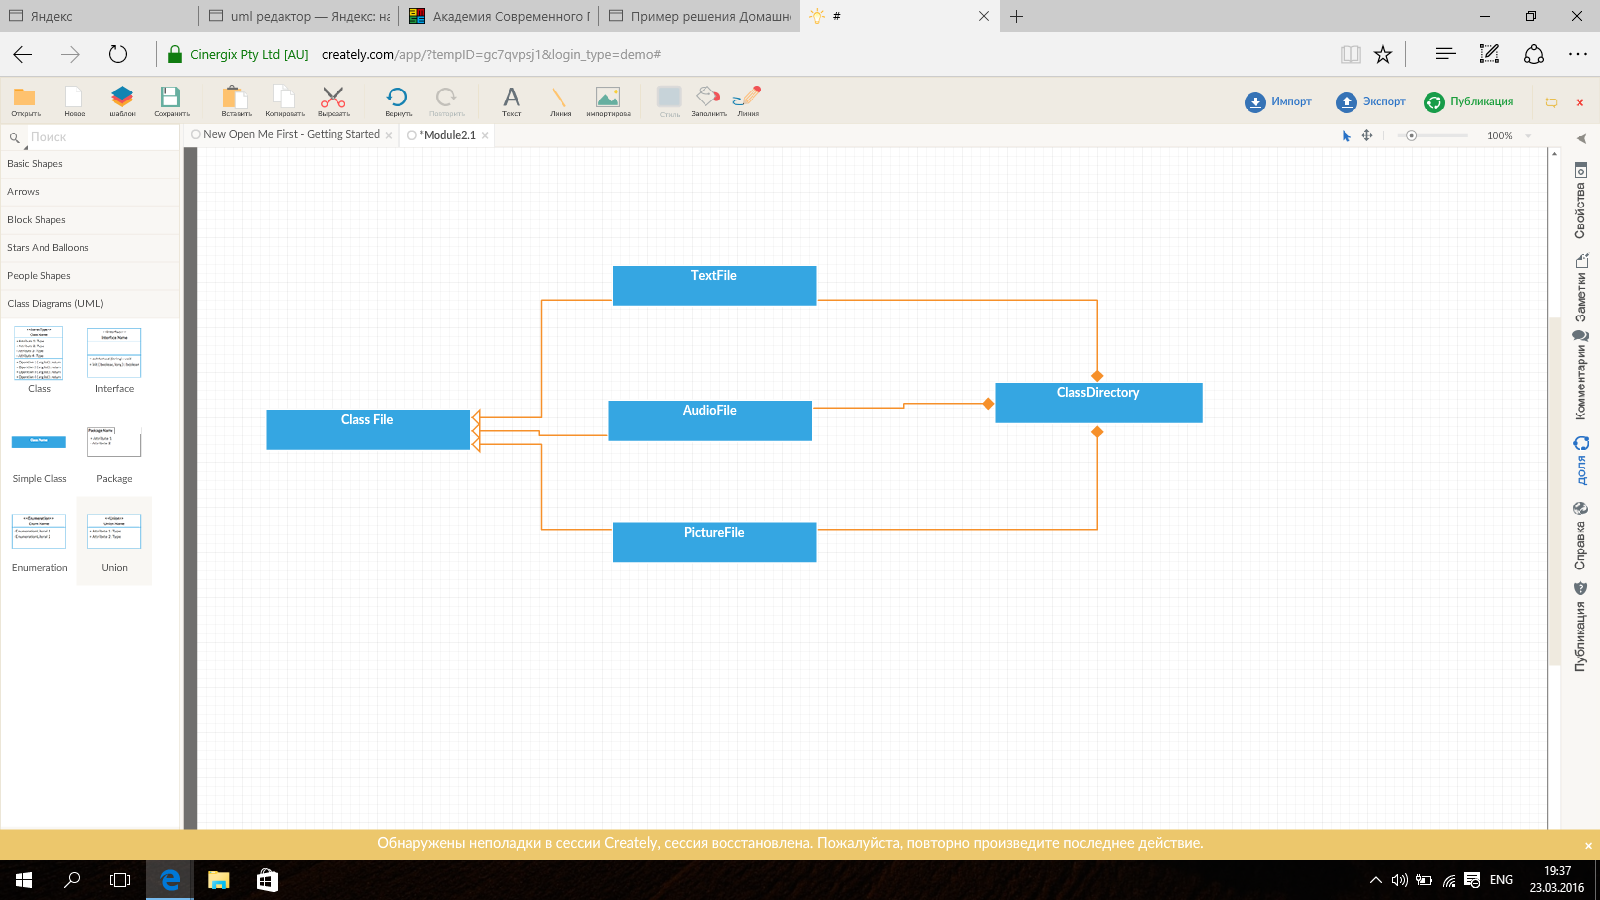 Яндекс
uml редактор — Яндекс: на
Академия Современного П
Пример решения Домашн
#
Cinergix Pty Ltd [AU] creately.com/app/?tempID=gc7qvpsj1&login_type=demo#
Открыть
Новое
шаблон
Сохранить
Вставить
Копировать
Вырезать
Вернуть
Повторить
Текст
Линия
импортирова
Стиль
Заполнить
Линия
Импорт
Экспорт
Публикация
Поиск
New Open Me First - Getting Started
*Module2.1
100%
Basic Shapes
Arrows
Block Shapes
Stars And Balloons
People Shapes
Class Diagrams (UML)
Class
Interface
Simple Class
Package
Enumeration
Union
TextFile
Class File
AudioFile
ClassDirectory
PictureFile
Свойства
Заметки
Комментарии
доля
Справка
Публикация
Обнаружены неполадки в сессии Creately, сессия восстановлена. Пожалуйста, повторно произведите последнее действие.
ENG
19:37
23.03.2016